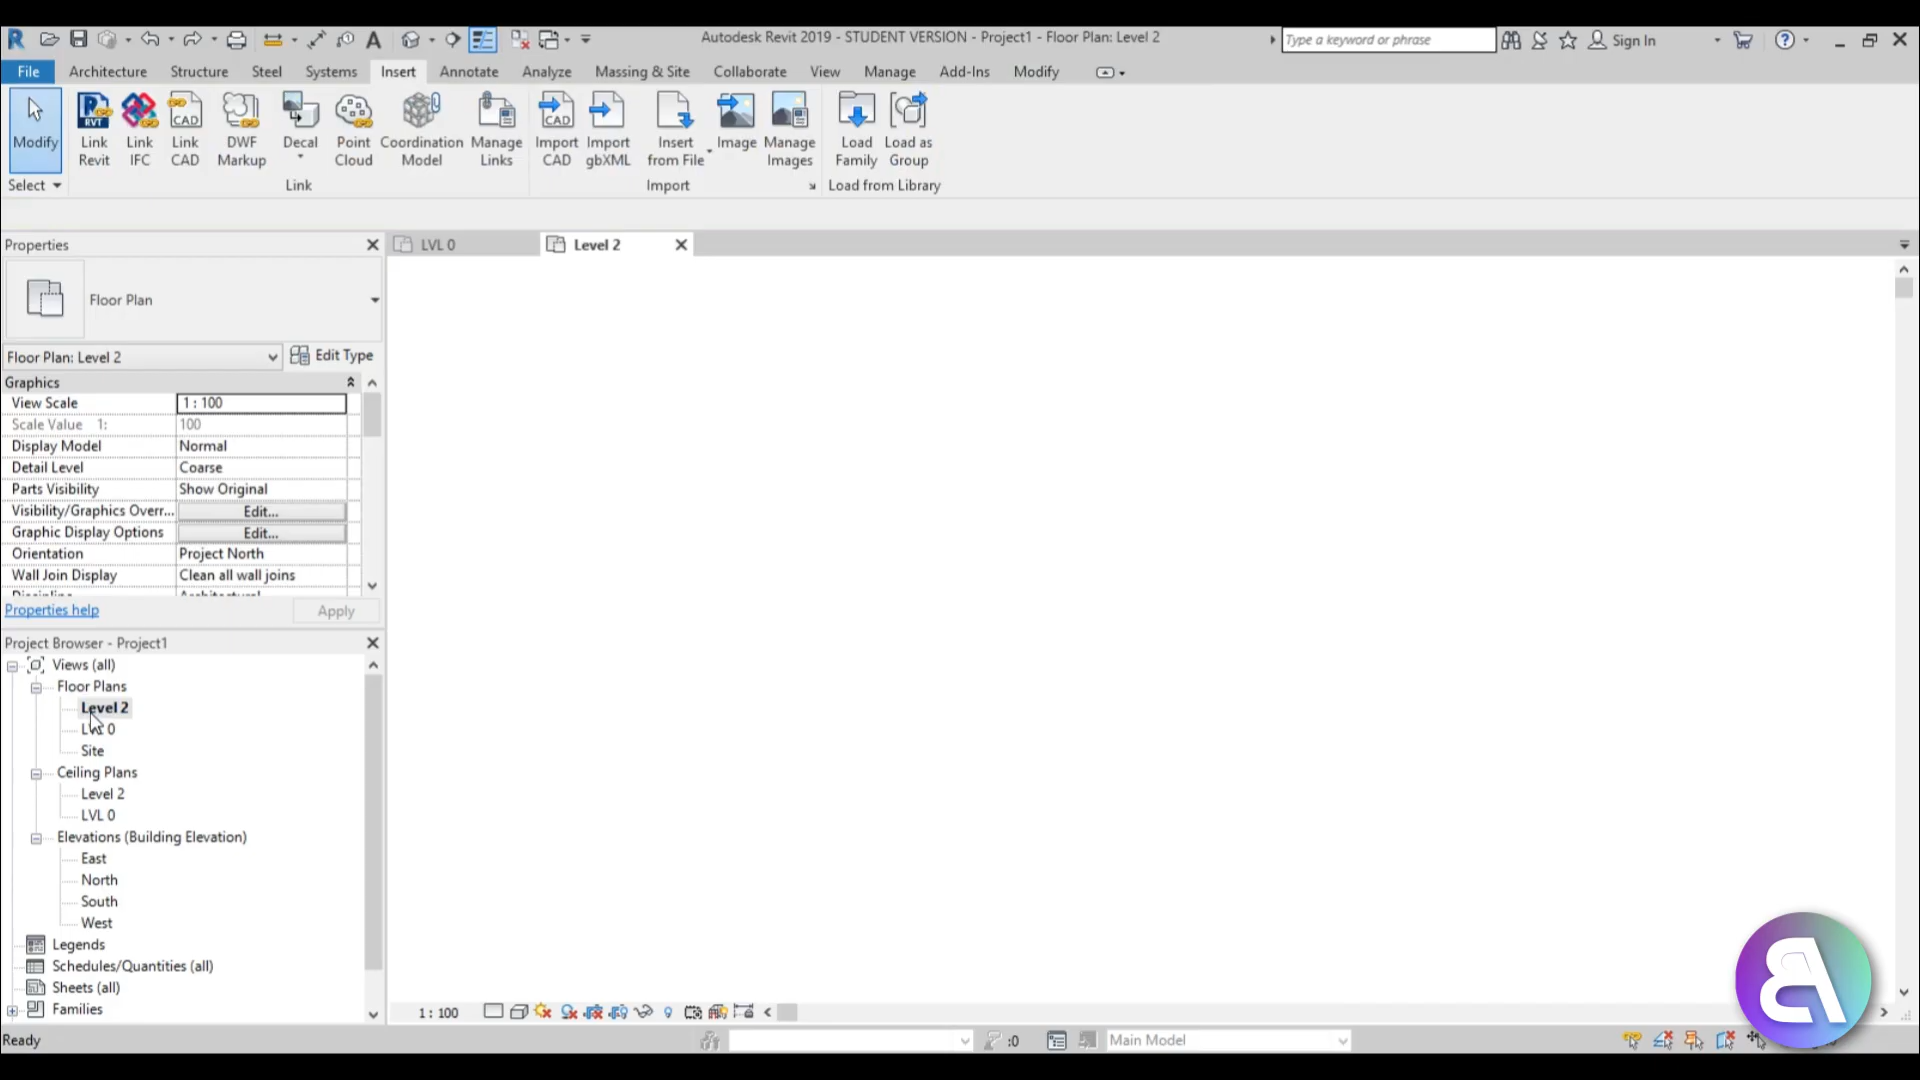 Autodesk Revit 2019 - STUDENT VERSION - Project1 - Floor Plan: Level 2
Type a keyword or phrase
Sign In
File Architecture Structure Steel Systems Insert Annotate Analyze Massing & Site Collaborate View Manage Add-Ins Modify
Modify
Link Revit
Link IFC
Link CAD
DWF Markup
Decal
Point Cloud
Coordination Model
Manage Links
Import CAD
Import gbXML
Insert from File
Image
Manage Images
Load Family
Load as Group
Select
Link
Import
Load from Library
Properties
LVL 0
Level 2
Floor Plan
Floor Plan: Level 2
Edit Type
Graphics
View Scale 1 : 100
Scale Value 1: 100
Display Model Normal
Detail Level Coarse
Parts Visibility Show Original
Visibility/Graphics Overr... Edit...
Graphic Display Options Edit...
Orientation Project North
Wall Join Display Clean all wall joins
Discipline Architectural
Properties help
Apply
Project Browser - Project1
Views (all)
Floor Plans
Level 2
LVL 0
Site
Ceiling Plans
Level 2
LVL 0
Elevations (Building Elevation)
East
North
South
West
Legends
Schedules/Quantities (all)
Sheets (all)
Families
1 : 100
Ready
:0
Main Model